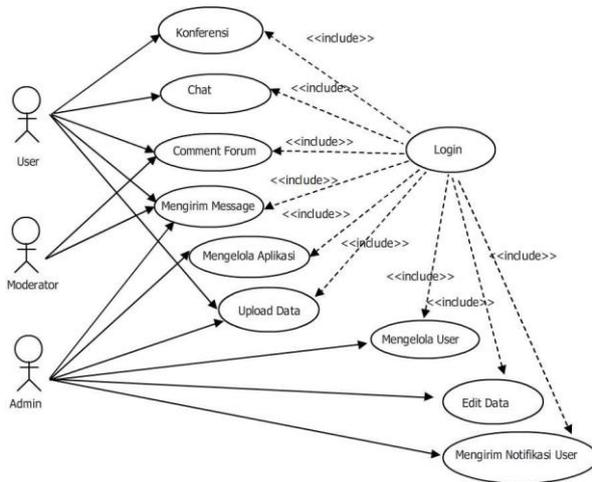 Konferensi
<<include>>
Chat
<<include>>
User
Comment Forum
<<include>>
Login
<<include>>
Mengirim Message
<<include>>
Mengelola Aplikasi
<<include>>
Moderator
<<include>>
Upload Data
<<include>>
<<include>>
Mengelola User
Admin
Edit Data
Mengirim Notifikasi User